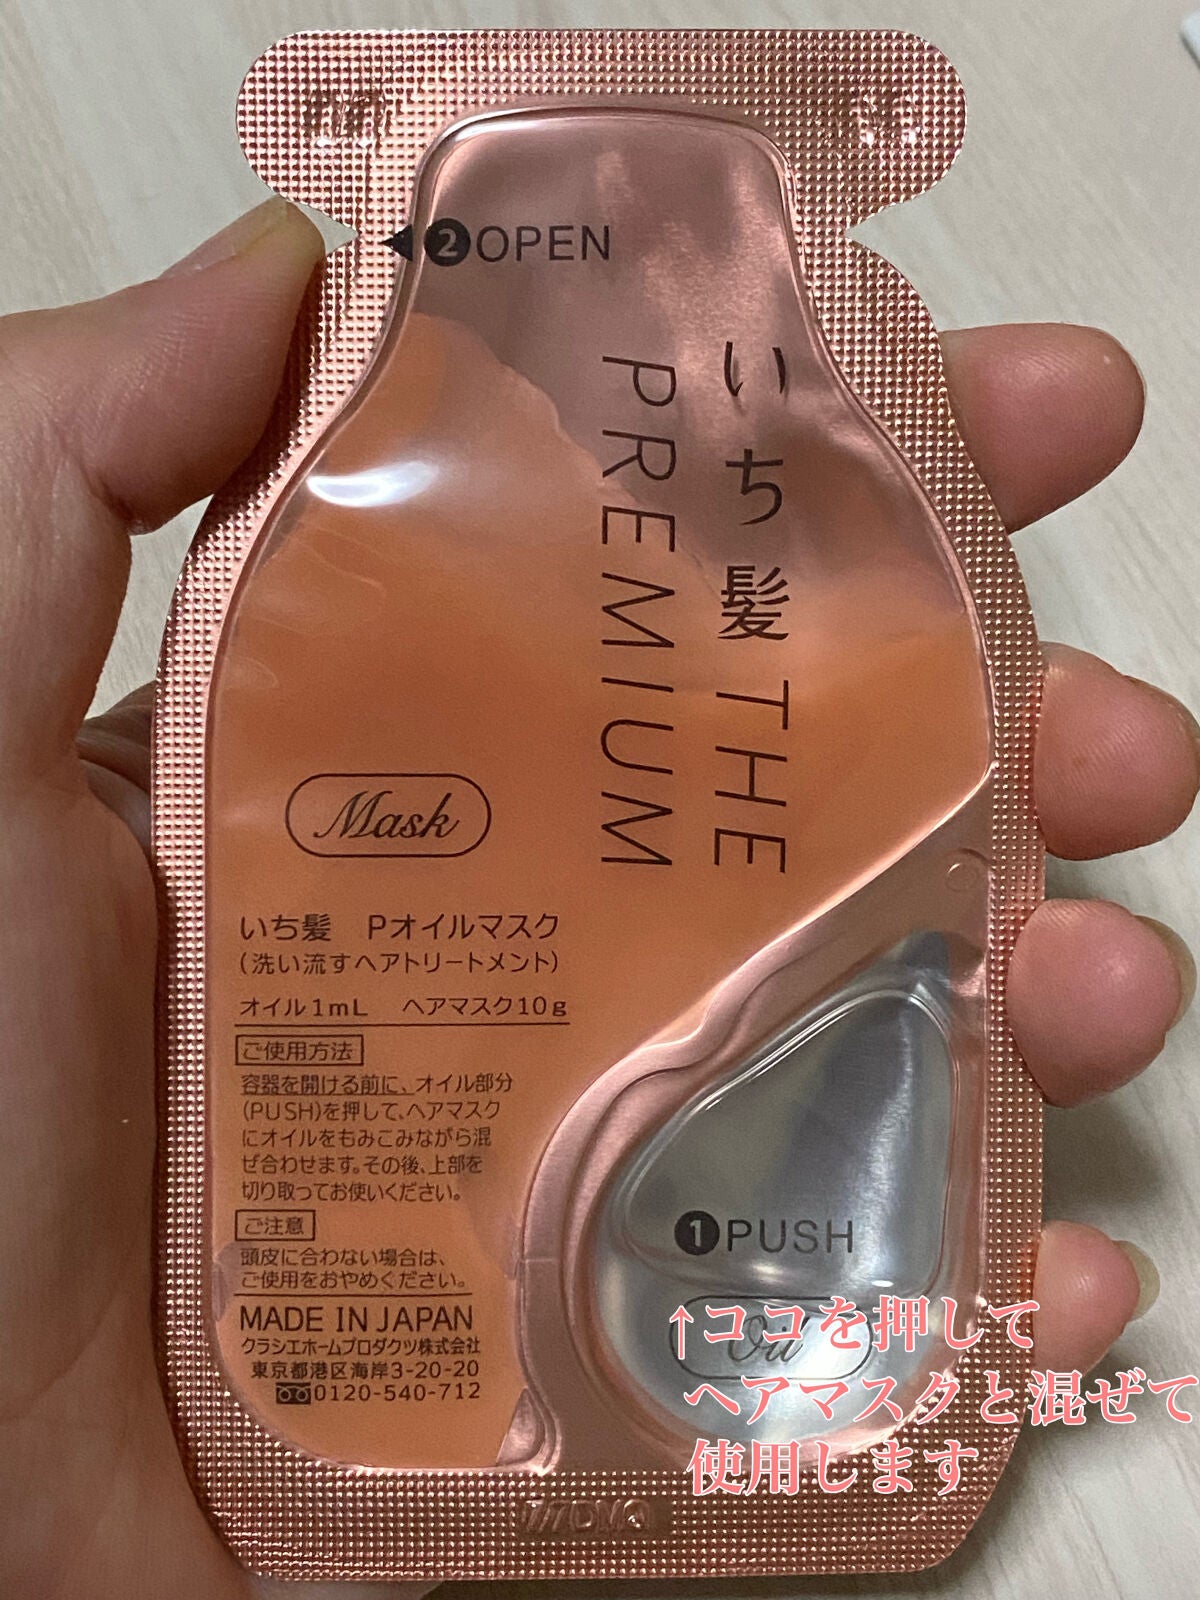 ❷OPEN
いち髪 THE
PREMIUM
Mask
いち髪 Pオイルマスク
(洗い流すヘアトリートメント)
オイル1mL ヘアマスク10g
ご使用方法
容器を開ける前に、オイル部分
(PUSH)を押して、ヘアマスク
にオイルをもみこみながら混
ぜ合わせます。その後、上部を
切り取ってお使いください。
ご注意
頭皮に合わない場合は、
ご使用をおやめください。
MADE IN JAPAN
クラシエホームプロダクツ株式会社
東京都港区海岸3-20-20
0120-540-712
❶PUSH
Oil
↑ココを押して
ヘアマスクと混ぜて
使用します